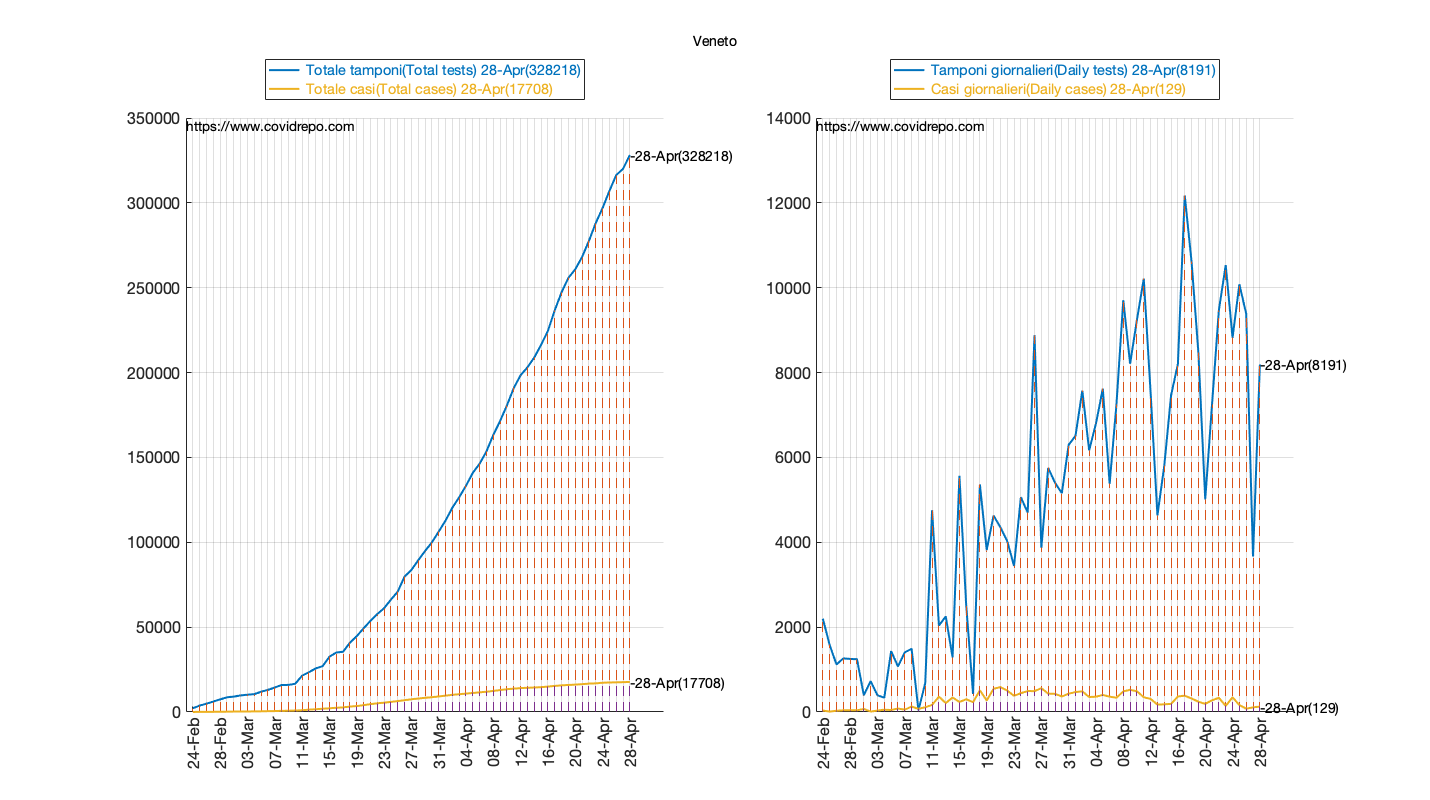 Veneto
Totale tamponi(Total tests) 28-Apr(328218)
Totale casi(Total cases) 28-Apr(17708)
350000
300000
250000
200000
150000
100000
50000
0
https://www.covidrepo.com
-28-Apr(328218)
-28-Apr(17708)
24-Feb
28-Feb
03-Mar
07-Mar
11-Mar
15-Mar
19-Mar
23-Mar
27-Mar
31-Mar
04-Apr
08-Apr
12-Apr
16-Apr
20-Apr
24-Apr
28-Apr
Tamponi giornalieri(Daily tests) 28-Apr(8191)
Casi giornalieri(Daily cases) 28-Apr(129)
14000
12000
10000
8000
6000
4000
2000
0
https://www.covidrepo.com
-28-Apr(8191)
-28-Apr(129)
24-Feb
28-Feb
03-Mar
07-Mar
11-Mar
15-Mar
19-Mar
23-Mar
27-Mar
31-Mar
04-Apr
08-Apr
12-Apr
16-Apr
20-Apr
24-Apr
28-Apr